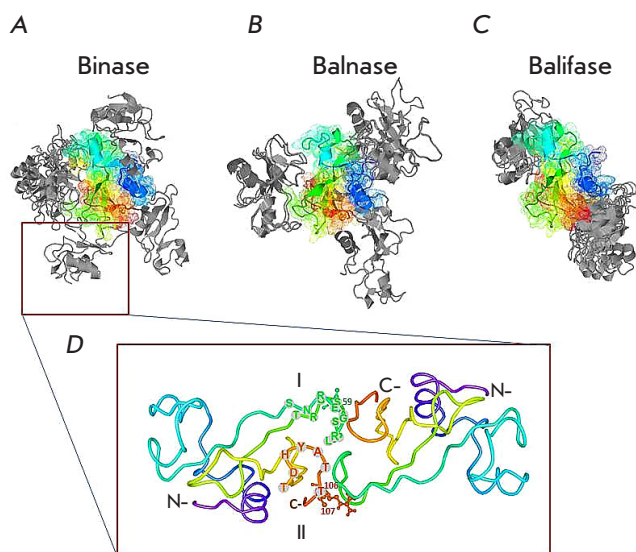 A B C
Binase Balnase Balifase
D
I
C-
N-
S N R S 59
T R E G
S
L R
H Y A
D T
T T 106
N- C- 107
II